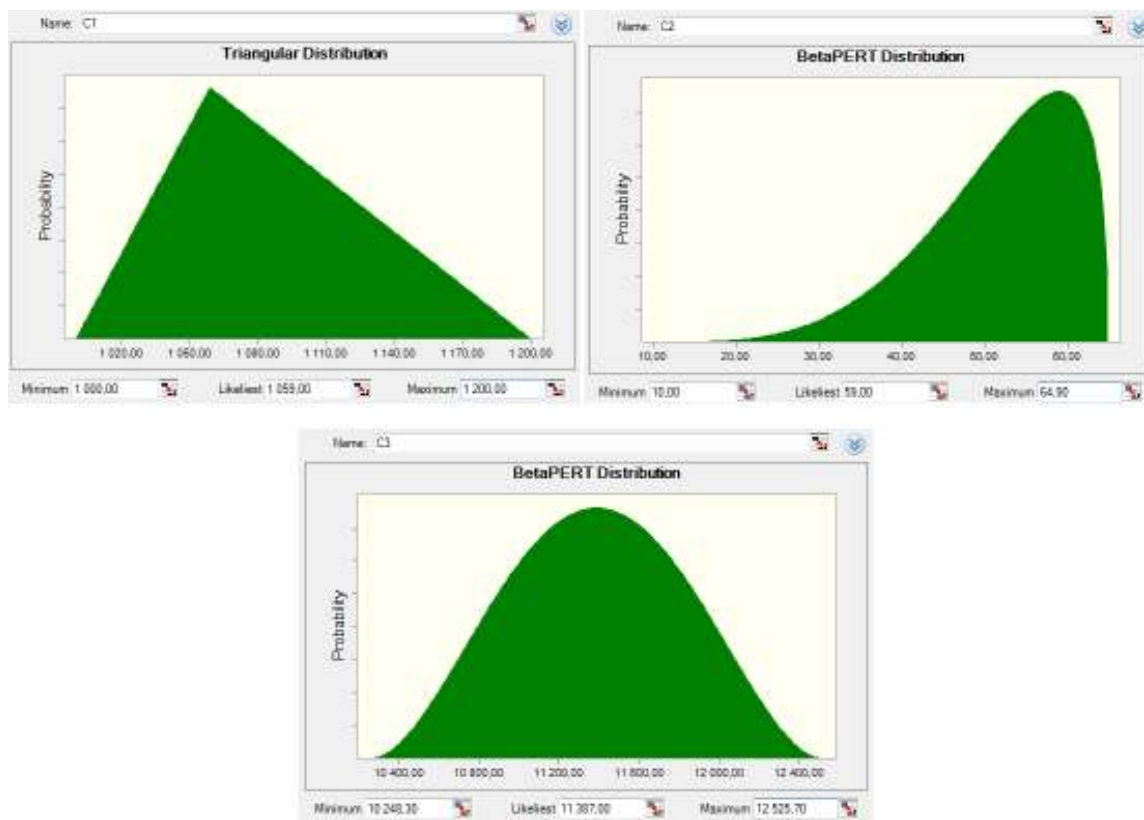 Name: C1
Triangular Distribution
Probability
1 020,00 1 050,00 1 080,00 1 110,00 1 140,00 1 170,00 1 200,00
Minimum 1 000,00 Likeliest 1 059,00 Maximum 1 200,00
Name: C2
BetaPERT Distribution
Probability
10,00 20,00 30,00 40,00 50,00 60,00
Minimum 10,00 Likeliest 59,00 Maximum 64,90
Name: C3
BetaPERT Distribution
Probability
10 400,00 10 800,00 11 200,00 11 600,00 12 000,00 12 400,00
Minimum 10 248,30 Likeliest 11 387,00 Maximum 12 525,70